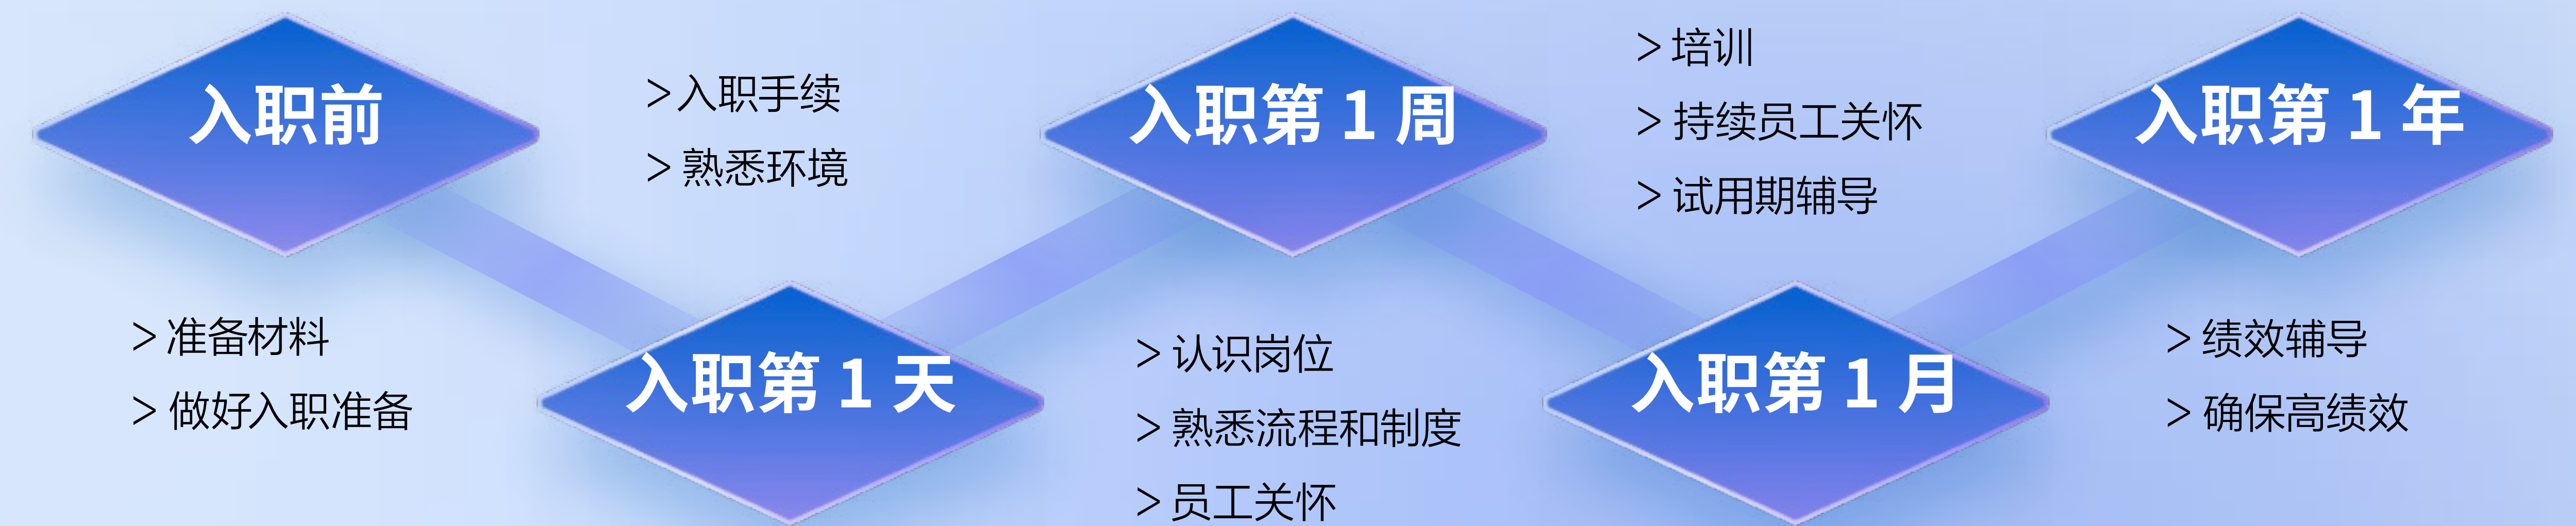 入职前
> 准备材料
> 做好入职准备
入职第 1 天
>入职手续
> 熟悉环境
入职第 1 周
> 认识岗位
> 熟悉流程和制度
> 员工关怀
入职第 1 月
> 培训
> 持续员工关怀
> 试用期辅导
入职第 1 年
> 绩效辅导
> 确保高绩效